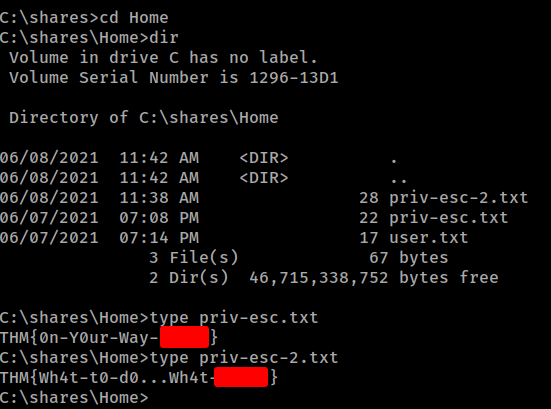 C:\shares>cd Home
C:\shares\Home>dir
 Volume in drive C has no label.
 Volume Serial Number is 1296-13D1

 Directory of C:\shares\Home

06/08/2021  11:42 AM    <DIR>          .
06/08/2021  11:42 AM    <DIR>          ..
06/08/2021  11:38 AM                28 priv-esc-2.txt
06/07/2021  07:08 PM                22 priv-esc.txt
06/07/2021  07:14 PM                17 user.txt
               3 File(s)             67 bytes
               2 Dir(s)  46,715,338,752 bytes free

C:\shares\Home>type priv-esc.txt
THM{0n-Y0ur-Way-}
C:\shares\Home>type priv-esc-2.txt
THM{Wh4t-t0-d0...Wh4t-}
C:\shares\Home>